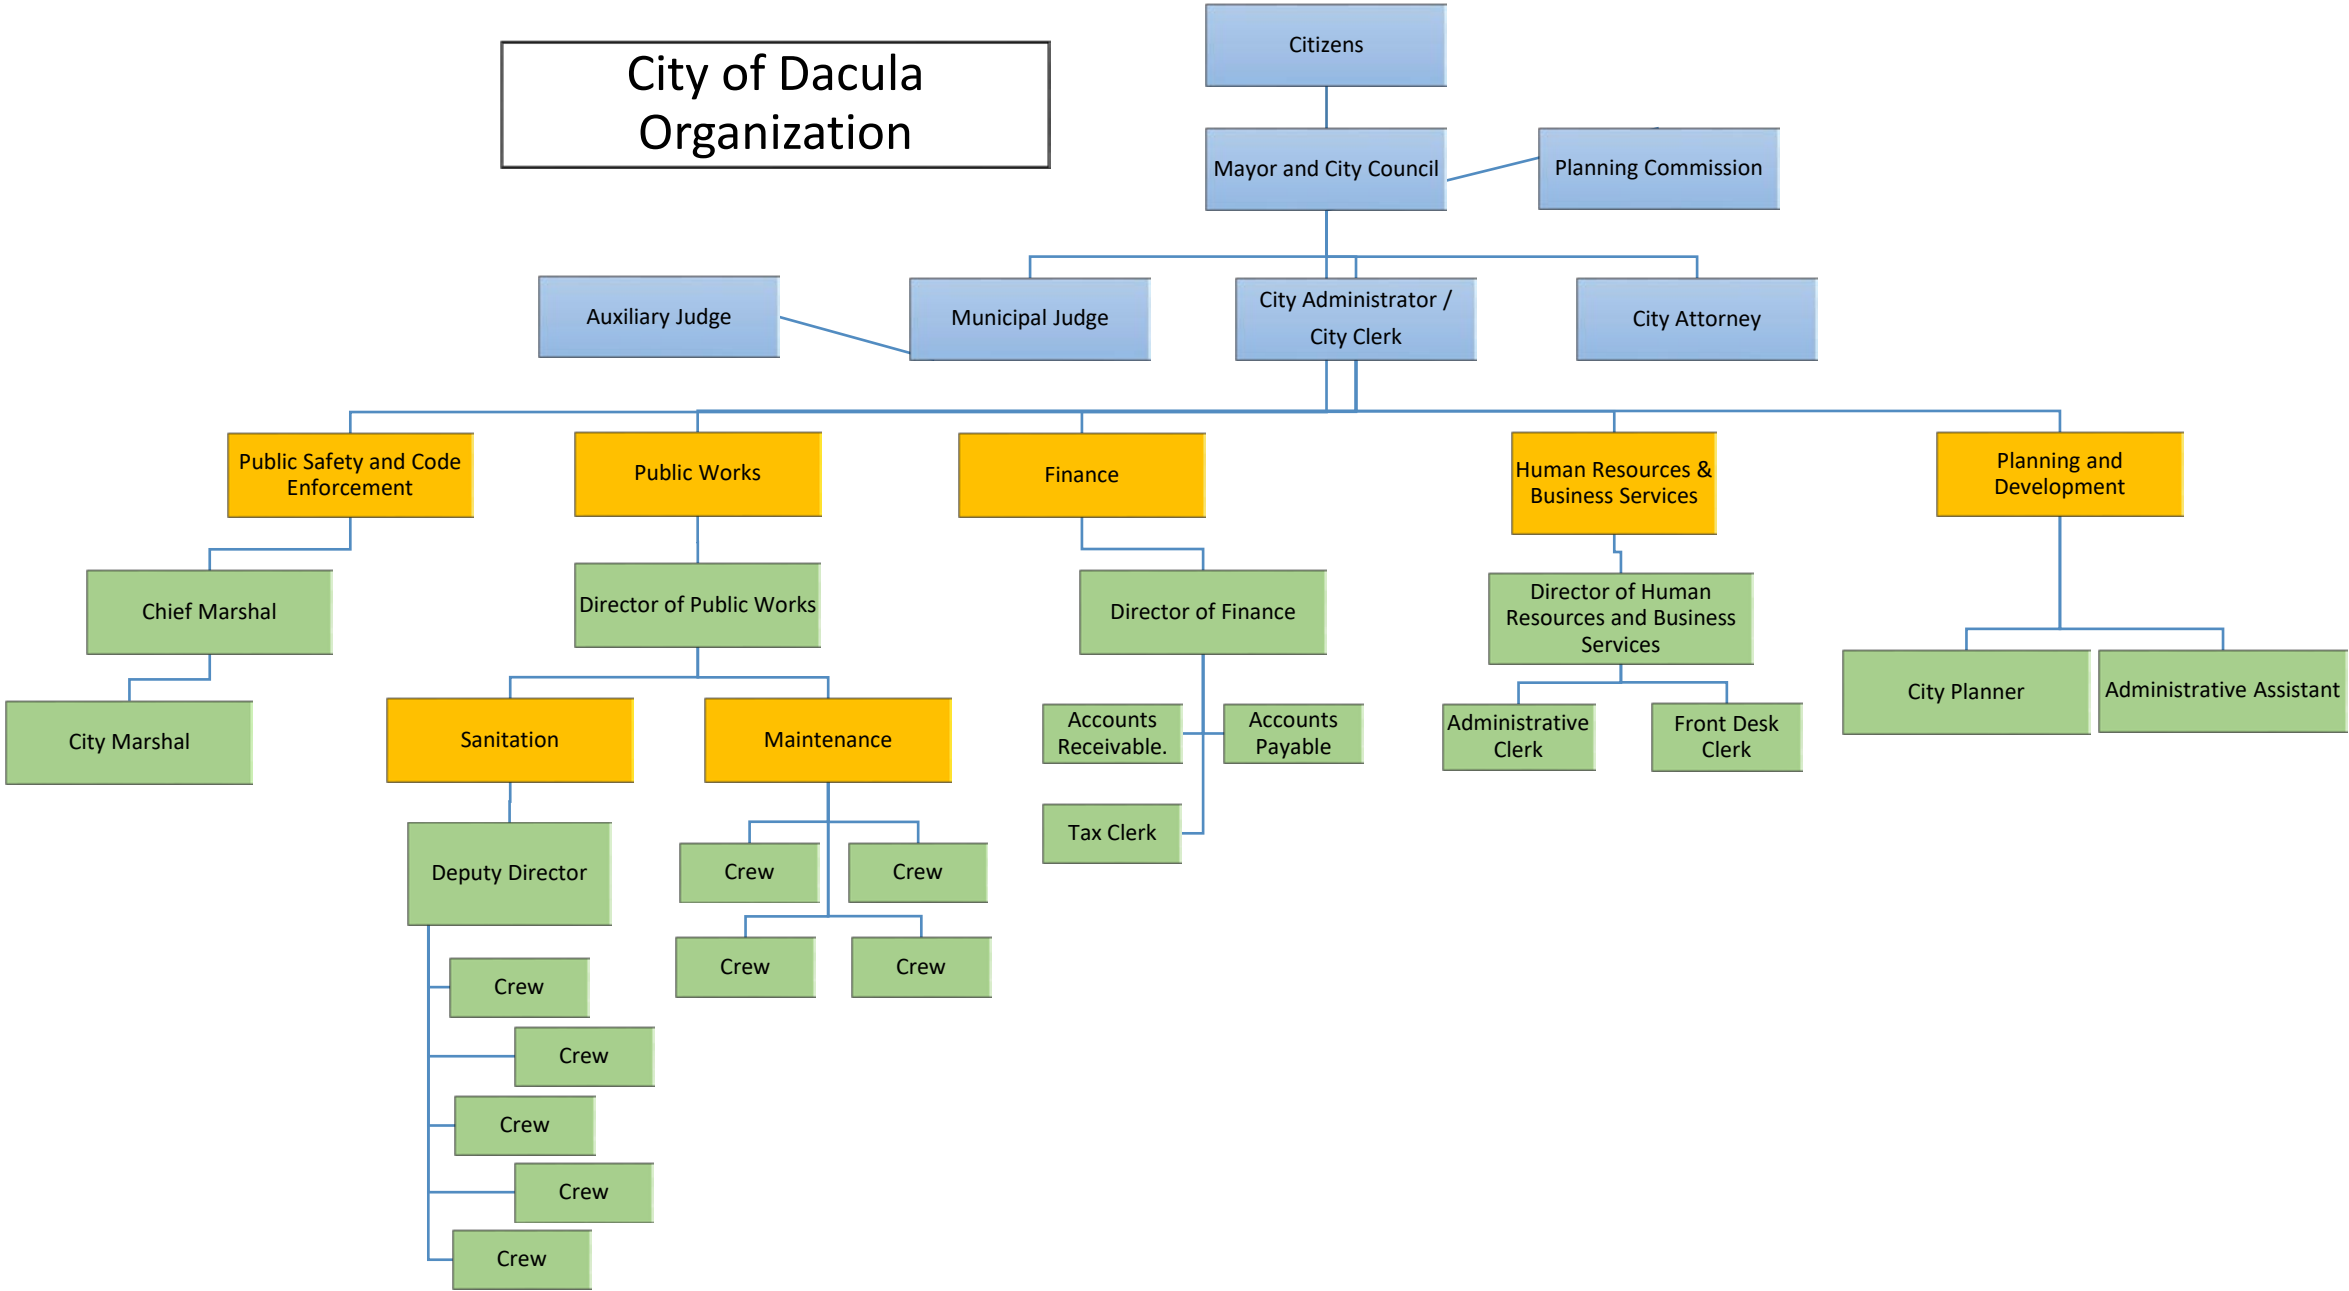 City of Dacula
Organization
Citizens
Mayor and City Council
Planning Commission
Auxiliary Judge
Municipal Judge
City Administrator /
City Clerk
City Attorney
Public Safety and Code
Enforcement
Public Works
Finance
Human Resources &
Business Services
Planning and
Development
Chief Marshal
Director of Public Works
Director of Finance
Director of Human
Resources and Business
Services
City Planner
Administrative Assistant
City Marshal
Sanitation
Maintenance
Accounts
Receivable.
Accounts
Payable
Administrative
Clerk
Front Desk
Clerk
Tax Clerk
Deputy Director
Crew
Crew
Crew
Crew
Crew
Crew
Crew
Crew
Crew